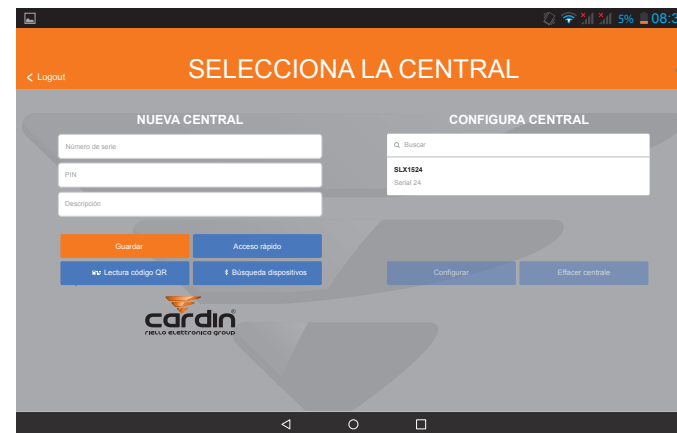 5% 08:3
< Logout
SELECCIONA LA CENTRAL
NUEVA CENTRAL
Número de serie
PIN
Descripción
Guardar
Acceso rápido
Lectura código QR
Búsqueda dispositivos
cardin
riello elettronica group
CONFIGURA CENTRAL
Buscar
SLX1524
Serial 24
Configurar
Effacer centrale